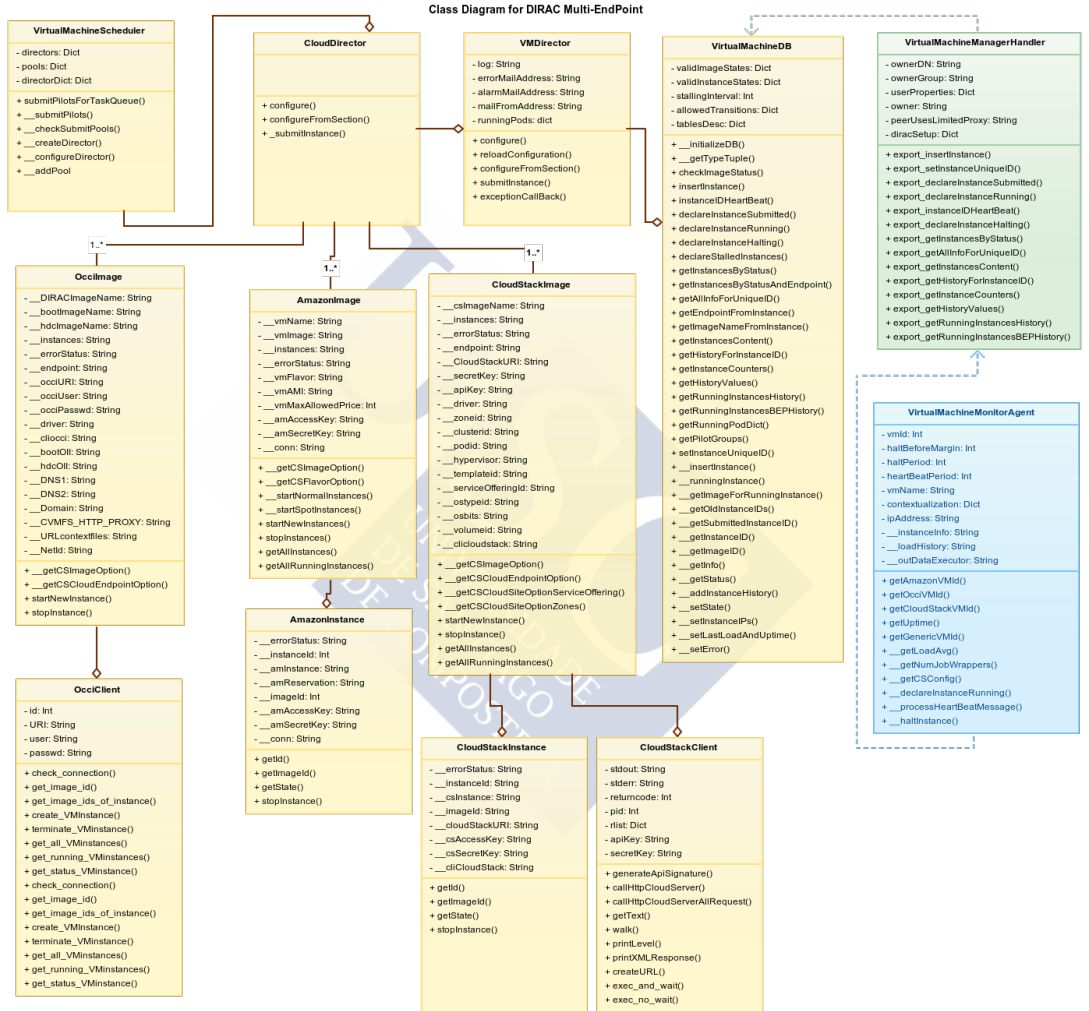 Class Diagram for DIRAC Multi-EndPoint
VirtualMachineScheduler
- directors: Dict
- pools: Dict
- directorDict: Dict
+ submitPilotsForTaskQueue()
+ __submitPilots()
+ __checkSubmitPools()
+ __createDirector()
+ __configureDirector()
+ __addPool
CloudDirector
+ configure()
+ configureFromSection()
+ _submitInstance()
VMDirector
- log: String
- errorMailAddress: String
- alarmMailAddress: String
- mailFromAddress: String
- runningPods: dict
+ configure()
+ reloadConfiguration()
+ configureFromSection()
+ submitInstance()
+ exceptionCallBack()
VirtualMachineDB
- validImageStates: Dict
- validInstanceStates: Dict
- stallingInterval: Int
- allowedTransitions: Dict
- tablesDesc: Dict
+ __initializeDB()
+ __getTypeTuple()
+ checkImageStatus()
+ insertInstance()
+ instanceIDHeartBeat()
+ declareInstanceSubmitted()
+ declareInstanceRunning()
+ declareInstanceHalting()
+ declareStalledInstances()
+ getInstancesByStatus()
+ getInstancesByStatusAndEndpoint()
+ getAllInfoForUniqueID()
+ getEndpointFromInstance()
+ getImageNameFromInstance()
+ getInstancesContent()
+ getHistoryForInstanceID()
+ getInstanceCounters()
+ getHistoryValues()
+ getRunningInstancesHistory()
+ getRunningInstancesBEPHistory()
+ getRunningPodDict()
+ getPilotGroups()
+ setInstanceUniqueID()
+ __insertInstance()
+ __runningInstance()
+ __getImageForRunningInstance()
+ __getOldInstanceIDs()
+ __getSubmittedInstanceID()
+ __getInstanceID()
+ __getImageID()
+ __getInfo()
+ __getStatus()
+ __addInstanceHistory()
+ __setState()
+ __setInstanceIPs()
+ __setLastLoadAndUptime()
+ __setError()
VirtualMachineManagerHandler
- ownerDN: String
- ownerGroup: String
- userProperties: Dict
- owner: String
- peerUsesLimitedProxy: String
- diracSetup: Dict
+ export_insertInstance()
+ export_setInstanceUniqueID()
+ export_declareInstanceSubmitted()
+ export_declareInstanceRunning()
+ export_instanceIDHeartBeat()
+ export_declareInstanceHalting()
+ export_getInstancesByStatus()
+ export_getAllInfoForUniqueID()
+ export_getInstancesContent()
+ export_getHistoryForInstanceID()
+ export_getInstanceCounters()
+ export_getHistoryValues()
+ export_getRunningInstancesHistory()
+ export_getRunningInstancesBEPHistory()
1..*
1..*
1..*
OcciImage
- __DIRACImageName: String
- __bootImageName: String
- __hdcImageName: String
- __instances: String
- __errorStatus: String
- __endpoint: String
- __occiURI: String
- __occiUser: String
- __occiPasswd: String
- __driver: String
- __cliocci: String
- __bootOII: String
- __hdcOII: String
- __DNS1: String
- __DNS2: String
- __Domain: String
- __CVMFS_HTTP_PROXY: String
- __URLcontextfiles: String
- __NetId: String
+ __getCSImageOption()
+ __getCSCloudEndpointOption()
+ startNewInstance()
+ stopInstance()
AmazonImage
- __vmName: String
- __vmImage: String
- __instances: String
- __errorStatus: String
- __vmFlavor: String
- __vmAMI: String
- __vmMaxAllowedPrice: Int
- __amAccessKey: String
- __amSecretKey: String
- __conn: String
+ __getCSImageOption()
+ __getCSFlavorOption()
+ __startNormalInstances()
+ __startSpotInstances()
+ startNewInstances()
+ stopInstances()
+ getAllInstances()
+ getAllRunningInstances()
CloudStackImage
- __csImageName: String
- __instances: String
- __errorStatus: String
- __endpoint: String
- __CloudStackURI: String
- __secretKey: String
- __apiKey: String
- __driver: String
- __zoneid: String
- __clusterid: String
- __podid: String
- __hypervisor: String
- __templateid: String
- __serviceOfferingId: String
- __ostypeid: String
- __osbits: String
- __volumeid: String
- __clicloudstack: String
+ __getCSImageOption()
+ __getCSCloudEndpointOption()
+ __getCSCloudSiteOptionServiceOffering()
+ __getCSCloudSiteOptionZones()
+ startNewInstance()
+ stopInstance()
+ getAllInstances()
+ getAllRunningInstances()
VirtualMachineMonitorAgent
- vmId: Int
- haltBeforeMargin: Int
- haltPeriod: Int
- heartBeatPeriod: Int
- vmName: String
- contextualization: Dict
- ipAddress: String
- __instanceInfo: String
- __loadHistory: String
- __outDataExecutor: String
+ getAmazonVMId()
+ getOcciVMId()
+ getCloudStackVMId()
+ getUptime()
+ getGenericVMId()
+ __getLoadAvg()
+ __getNumJobWrappers()
+ __getCSConfig()
+ __declareInstanceRunning()
+ __processHeartBeatMessage()
+ __haltInstance()
OcciClient
- id: Int
- URI: String
- user: String
- passwd: String
+ check_connection()
+ get_image_id()
+ get_image_ids_of_instance()
+ create_VMInstance()
+ terminate_VMinstance()
+ get_all_VMinstances()
+ get_running_VMinstances()
+ get_status_VMinstance()
+ check_connection()
+ get_image_id()
+ get_image_ids_of_instance()
+ create_VMInstance()
+ terminate_VMinstance()
+ get_all_VMinstances()
+ get_running_VMinstances()
+ get_status_VMinstance()
AmazonInstance
- __errorStatus: String
- __instanceId: Int
- __amInstance: String
- __amReservation: String
- __imageId: Int
- __amAccessKey: String
- __amSecretKey: String
- __conn: String
+ getId()
+ getImageId()
+ getState()
+ stopInstance()
CloudStackInstance
- __errorStatus: String
- __instanceId: String
- __csInstance: String
- __imageId: String
- __cloudStackURI: String
- __csAccessKey: String
- __csSecretKey: String
- __cliCloudStack: String
+ getId()
+ getImageId()
+ getState()
+ stopInstance()
CloudStackClient
- stdout: String
- stderr: String
- returncode: Int
- pid: Int
- rlist: Dict
- apiKey: String
- secretKey: String
+ generateApiSignature()
+ callHttpCloudServer()
+ callHttpCloudServerAllRequest()
+ getText()
+ walk()
+ printLevel()
+ printXMLResponse()
+ createURL()
+ exec_and_wait()
+ exec_no_wait()